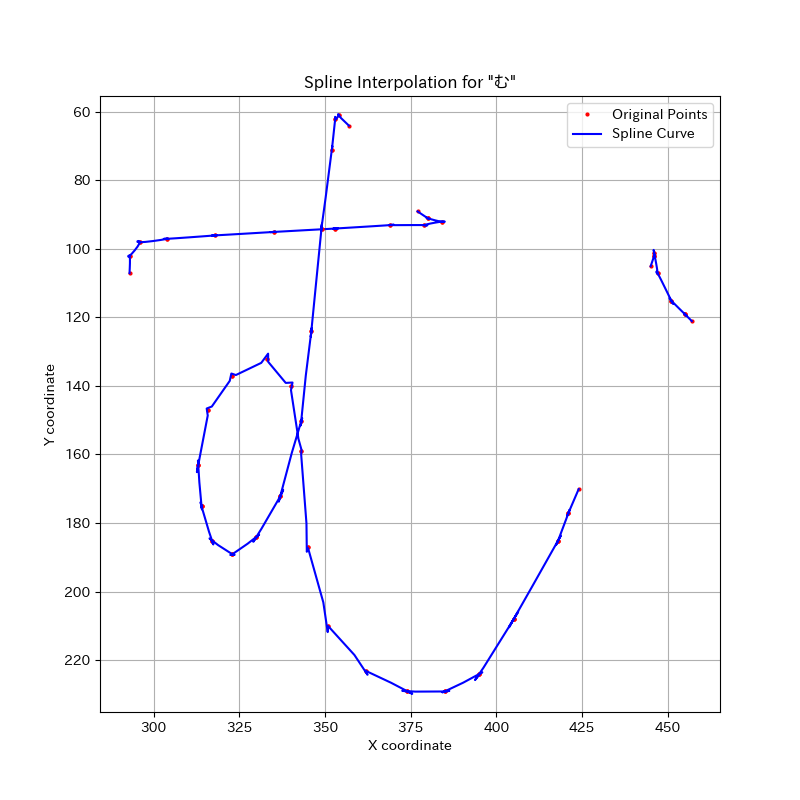 Spline Interpolation for "む"
Original Points
Spline Curve
60
80
100
120
140
160
180
200
220
Y coordinate
300 325 350 375 400 425 450
X coordinate